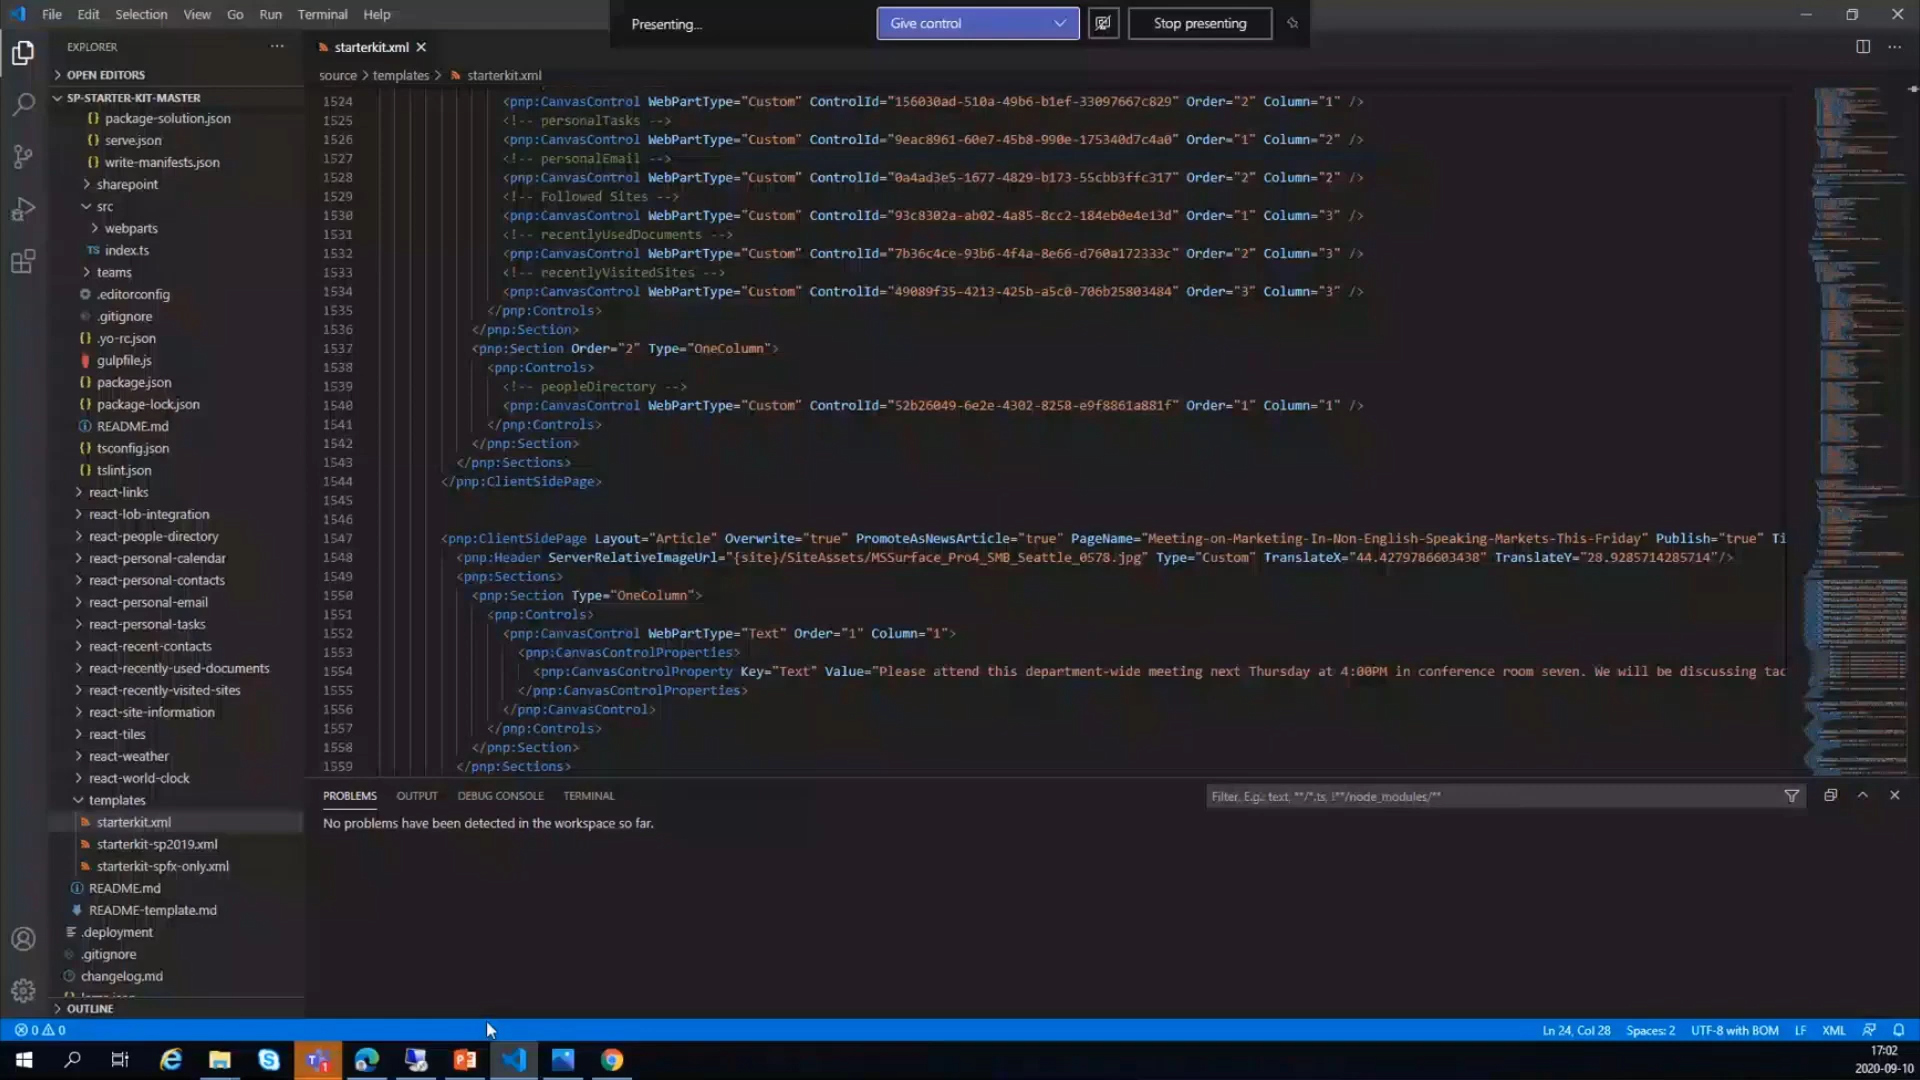 File Edit Selection View Go Run Terminal Help
Presenting...
Give control
Stop presenting
EXPLORER
OPEN EDITORS
SP-STARTER-KIT-MASTER
package-solution.json
serve.json
write-manifests.json
sharepoint
src
webparts
TS index.ts
teams
.editorconfig
.gitignore
.yo-rc.json
gulpfile.js
package.json
package-lock.json
README.md
tsconfig.json
tslint.json
react-links
react-lob-integration
react-people-directory
react-personal-calendar
react-personal-contacts
react-personal-email
react-personal-tasks
react-recent-contacts
react-recently-used-documents
react-recently-visited-sites
react-site-information
react-tiles
react-weather
react-world-clock
templates
starterkit.xml
starterkit-sp2019.xml
starterkit-spfx-only.xml
README.md
README-template.md
.deployment
.gitignore
changelog.md
OUTLINE
starterkit.xml
source > templates > starterkit.xml
1524 <pnp:CanvasControl WebPartType="Custom" ControlId="156030ad-510a-49b6-b1ef-33097667c829" Order="2" Column="1" />
1525 <!-- personalTasks -->
1526 <pnp:CanvasControl WebPartType="Custom" ControlId="9eac8961-60e7-45b8-990e-175340d7c4a0" Order="1" Column="2" />
1527 <!-- personalEmail -->
1528 <pnp:CanvasControl WebPartType="Custom" ControlId="0a4ad3e5-1677-4829-b173-55cbb3ffc317" Order="2" Column="2" />
1529 <!-- Followed Sites -->
1530 <pnp:CanvasControl WebPartType="Custom" ControlId="93c8302a-ab02-4a85-8cc2-184eb0e4e13d" Order="1" Column="3" />
1531 <!-- recentlyUsedDocuments -->
1532 <pnp:CanvasControl WebPartType="Custom" ControlId="7b36c4ce-93b6-4f4a-8e66-d760a172333c" Order="2" Column="3" />
1533 <!-- recentlyVisitedSites -->
1534 <pnp:CanvasControl WebPartType="Custom" ControlId="49089f35-4213-425b-a5c0-706b25803484" Order="3" Column="3" />
1535 </pnp:Controls>
1536 </pnp:Section>
1537 <pnp:Section Order="2" Type="OneColumn">
1538 <pnp:Controls>
1539 <!-- peopleDirectory -->
1540 <pnp:CanvasControl WebPartType="Custom" ControlId="52b26049-6e2e-4302-8258-e9f8861a881f" Order="1" Column="1" />
1541 </pnp:Controls>
1542 </pnp:Section>
1543 </pnp:Sections>
1544 </pnp:ClientSidePage>
1545
1546
1547 <pnp:ClientSidePage Layout="Article" Overwrite="true" PromoteAsNewsArticle="true" PageName="Meeting-on-Marketing-In-Non-English-Speaking-Markets-This-Friday" Publish="true" Ti
1548 <pnp:Header ServerRelativeImageUrl="{site}/SiteAssets/MSSurface_Pro4_SMB_Seattle_0578.jpg" Type="Custom" TranslateX="44.4279786603438" TranslateY="28.9285714285714"/>
1549 <pnp:Sections>
1550 <pnp:Section Type="OneColumn">
1551 <pnp:Controls>
1552 <pnp:CanvasControl WebPartType="Text" Order="1" Column="1">
1553 <pnp:CanvasControlProperties>
1554 <pnp:CanvasControlProperty Key="Text" Value="Please attend this department-wide meeting next Thursday at 4:00PM in conference room seven. We will be discussing tac
1555 </pnp:CanvasControlProperties>
1556 </pnp:CanvasControl>
1557 </pnp:Controls>
1558 </pnp:Section>
1559 </pnp:Sections>
PROBLEMS OUTPUT DEBUG CONSOLE TERMINAL
Filter. E.g.: text, **/*.ts, !**/node_modules/**
No problems have been detected in the workspace so far.
0 0
Ln 24, Col 28 Spaces: 2 UTF-8 with BOM LF XML
17:02
2020-09-10